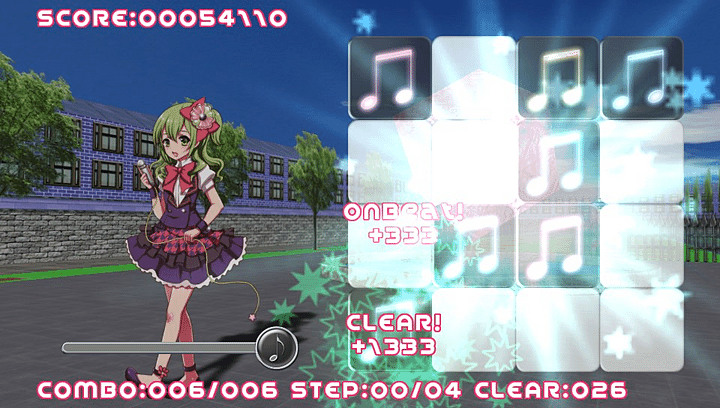 SCORE:00054110
ONBEAT!
+333
CLEAR!
+1333
COMBO:006/006 STEP:00/04 CLEAR:026